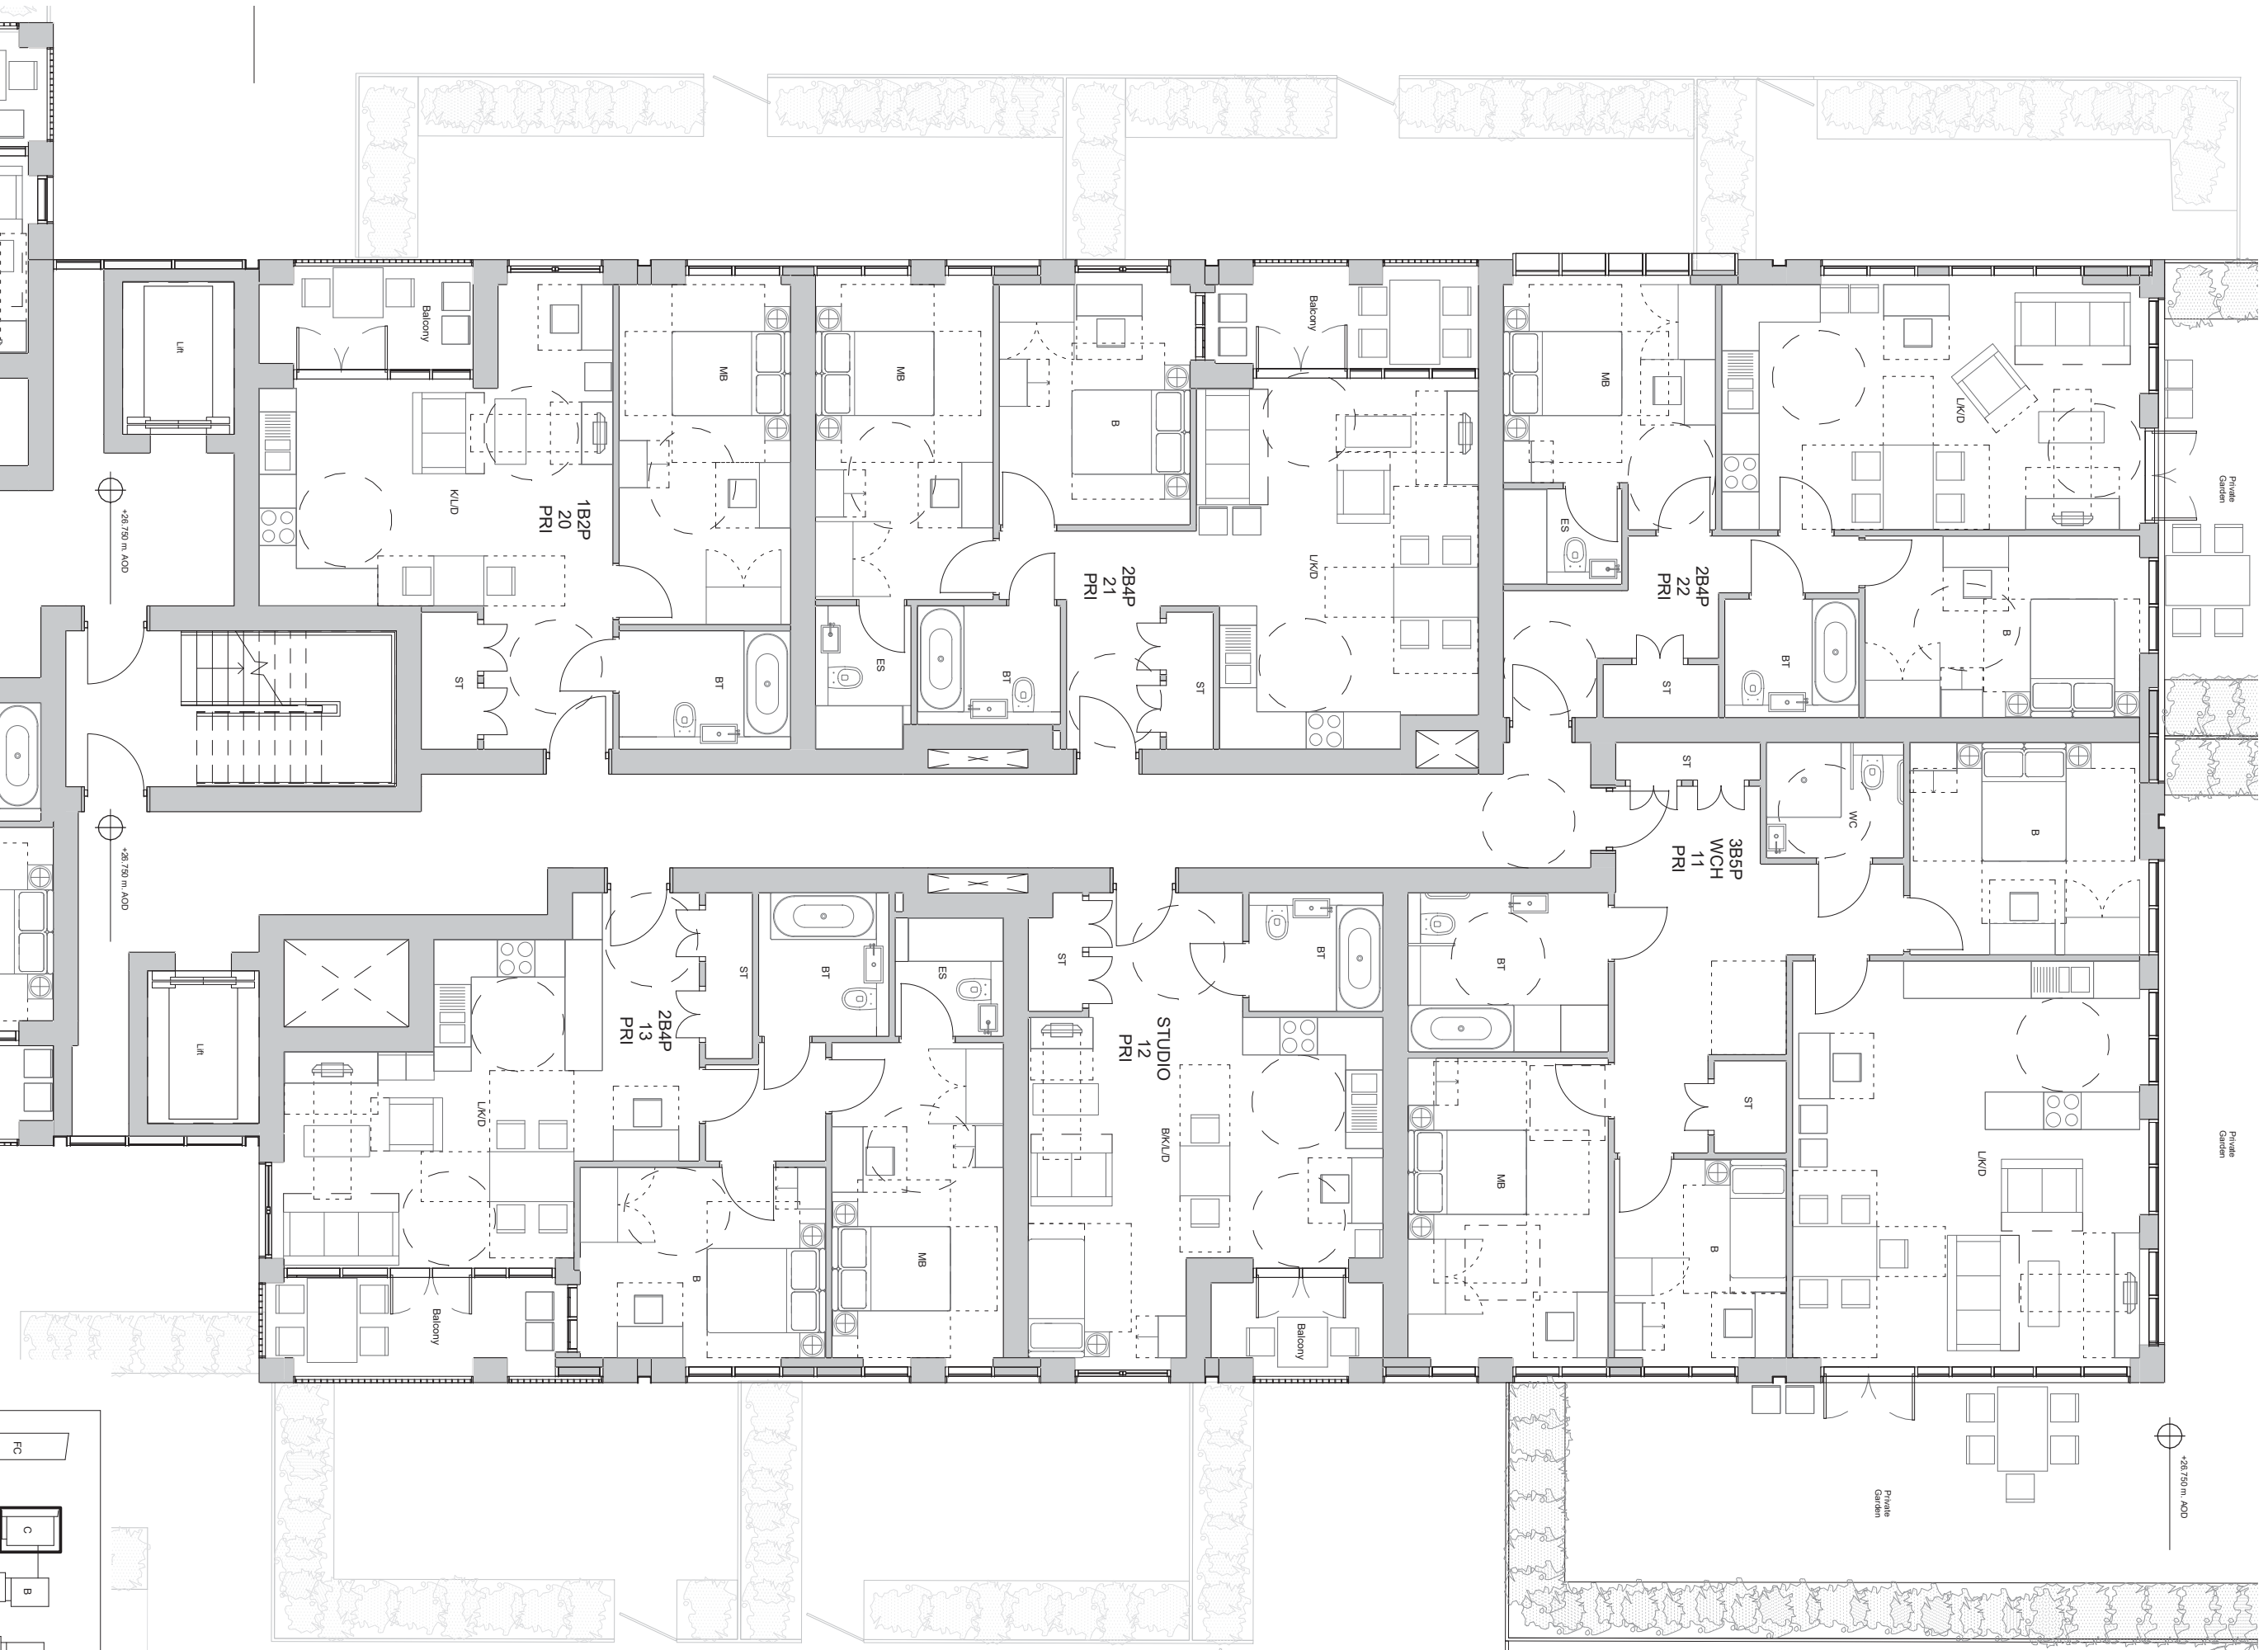 Lift
Balcony
MB
MB
B
Balcony
MB
L/K/D
Private
Garden
K/L/D
+26.750 m. AOD
1B2P
20
PRI
ES
L/K/D
2B4P
21
PRI
2B4P
22
PRI
B
ST
BT
ES
BT
ST
ST
BT
ST
WC
B
3B5P
WCH
11
PRI
+26.750 m. AOD
ST
BT
ES
ST
BT
BT
Lift
2B4P
13
PRI
STUDIO
12
PRI
L/K/D
B/K/L/D
ST
L/K/D
Private
Garden
MB
B
B
MB
Balcony
Balcony
FC
C
B
Private
Garden
+26.750 m. AOD